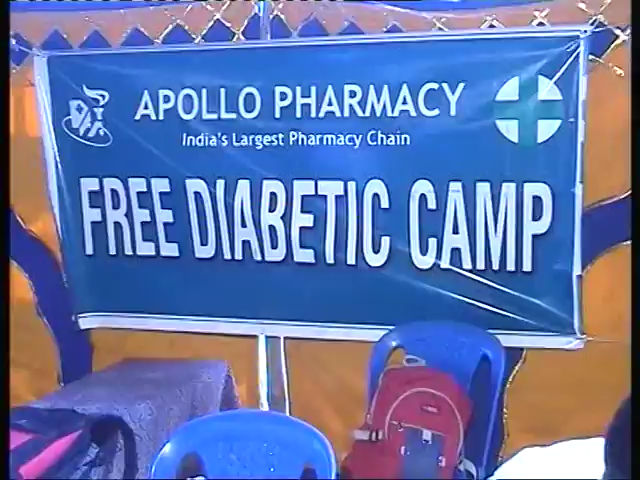 APOLLO PHARMACY
India's Largest Pharmacy Chain
FREE DIABETIC CAMP